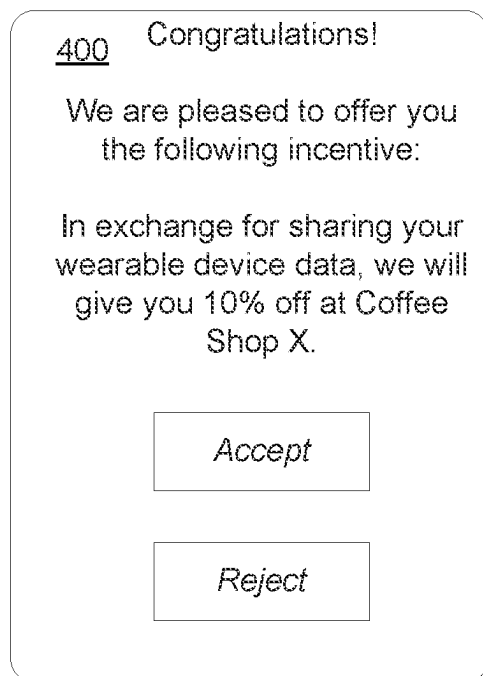 Congratulations!
400
We are pleased to offer you
the following incentive:
In exchange for sharing your
wearable device data, we will
give you 10% off at Coffee
Shop X.
Accept
Reject